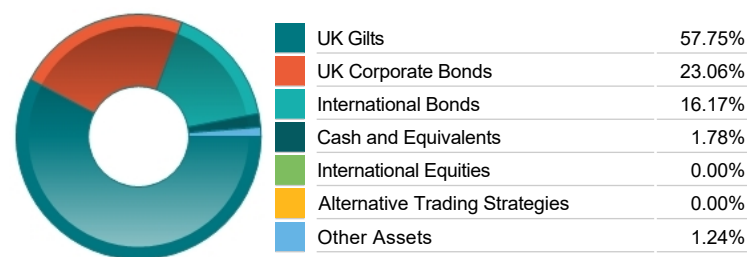 UK Gilts 57.75%
UK Corporate Bonds 23.06%
International Bonds 16.17%
Cash and Equivalents 1.78%
International Equities 0.00%
Alternative Trading Strategies 0.00%
Other Assets 1.24%